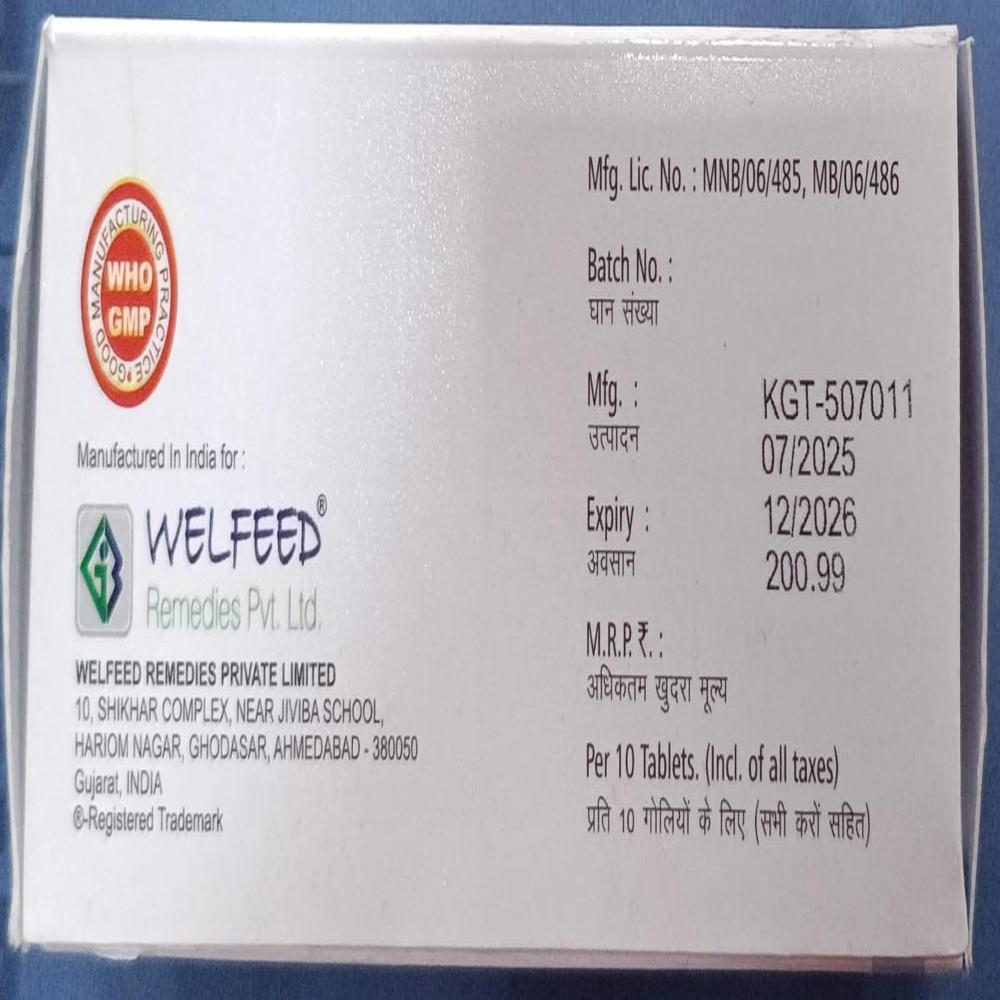 GOOD MANUFACTURING PRACTICE
WHO
GMP
Manufactured In India for :
WELFEED®
Remedies Pvt. Ltd.
WELFEED REMEDIES PRIVATE LIMITED
10, SHIKHAR COMPLEX, NEAR JIVIBA SCHOOL,
HARIOM NAGAR, GHODASAR, AHMEDABAD - 380050
Gujarat, INDIA
®-Registered Trademark
Mfg. Lic. No. : MNB/06/485, MB/06/486
Batch No. :
घान संख्या
Mfg. :
उत्पादन
Expiry :
अवसान
M.R.P. ₹. :
अधिकतम खुदरा मूल्य
Per 10 Tablets. (Incl. of all taxes)
प्रति 10 गोलियों के लिए (सभी करों सहित)
KGT-507011
07/2025
12/2026
200.99